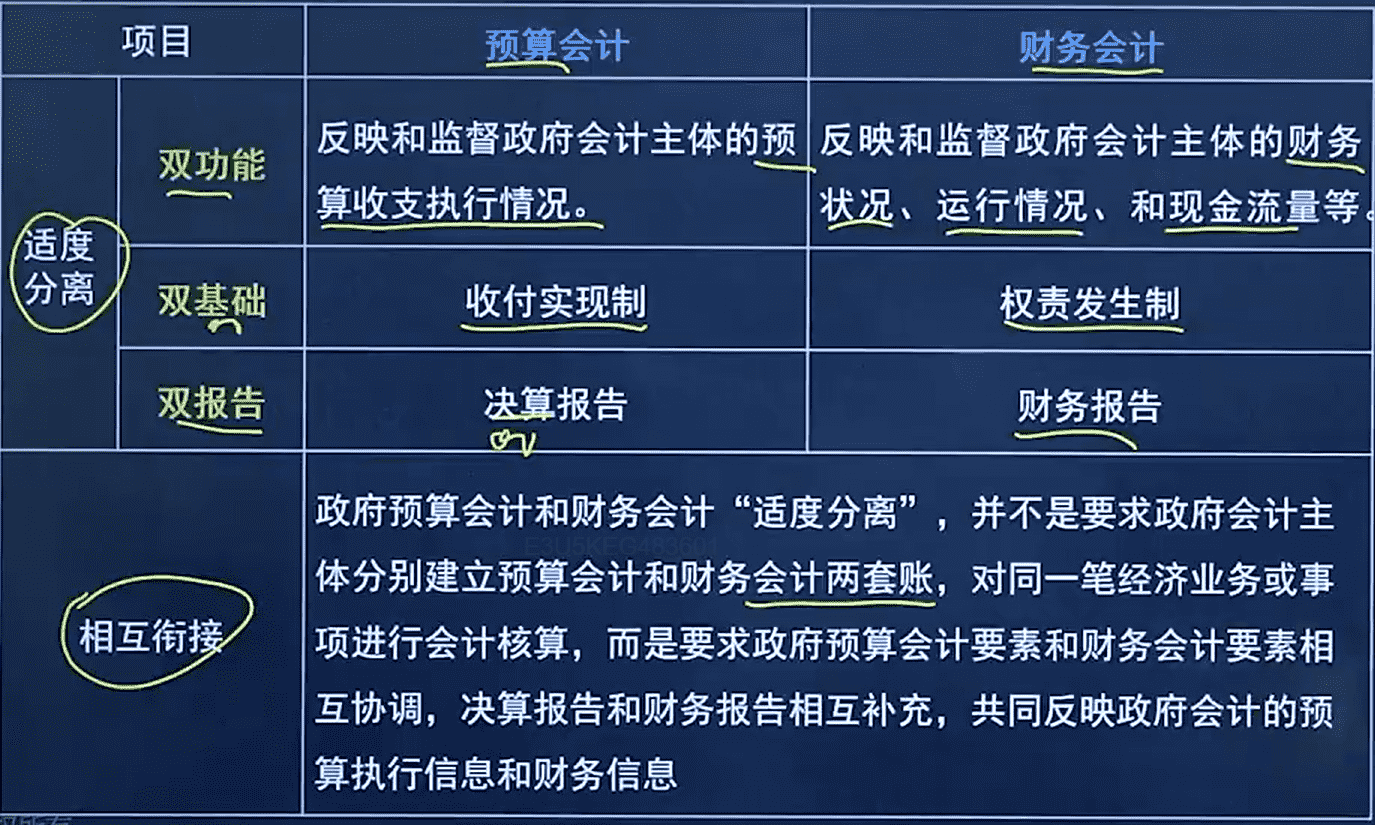 项目
预算会计
财务会计
适度
分离
双功能
反映和监督政府会计主体的预
算收支执行情况。
反映和监督政府会计主体的财务
状况、运行情况、和现金流量等。
双基础
收付实现制
权责发生制
双报告
决算报告
财务报告
相互衔接
政府预算会计和财务会计“适度分离”，并不是要求政府会计主
体分别建立预算会计和财务会计两套账，对同一笔经济业务或事
项进行会计核算，而是要求政府预算会计要素和财务会计要素相
互协调，决算报告和财务报告相互补充，共同反映政府会计的预
算执行信息和财务信息